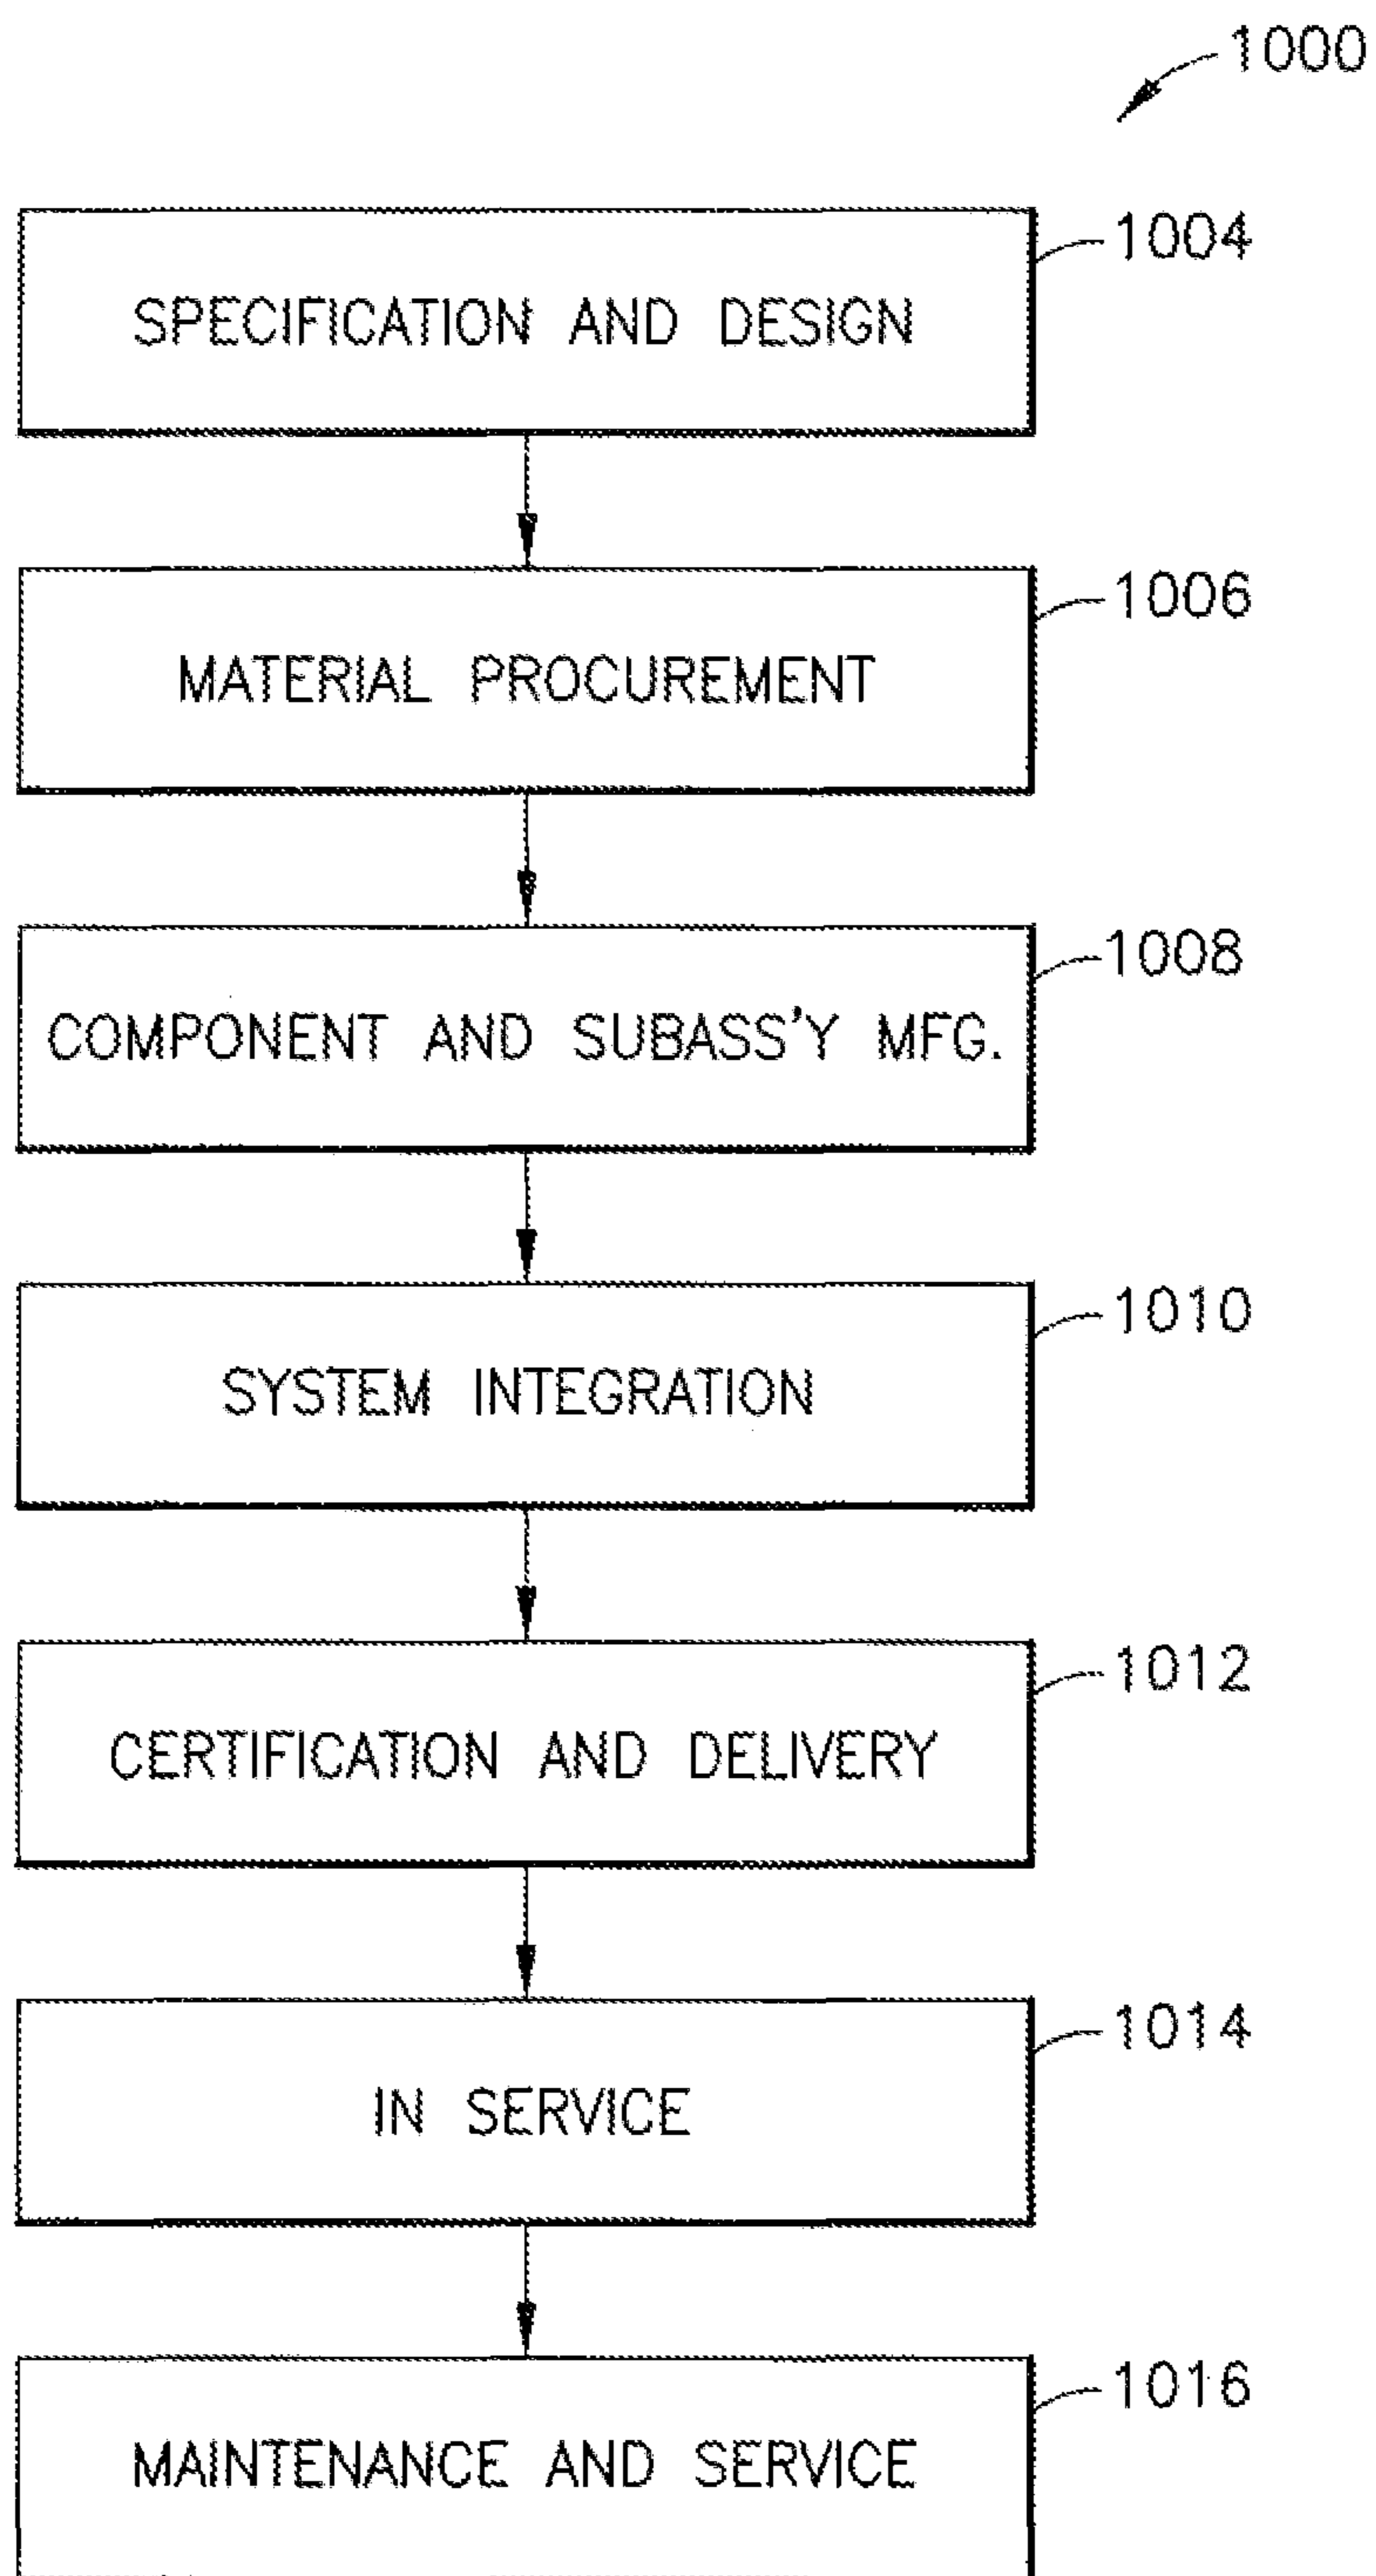 1000
1004
SPECIFICATION AND DESIGN
1006
MATERIAL PROCUREMENT
1008
COMPONENT AND SUBASS'Y MFG.
1010
SYSTEM INTEGRATION
1012
CERTIFICATION AND DELIVERY
1014
IN SERVICE
1016
MAINTENANCE AND SERVICE